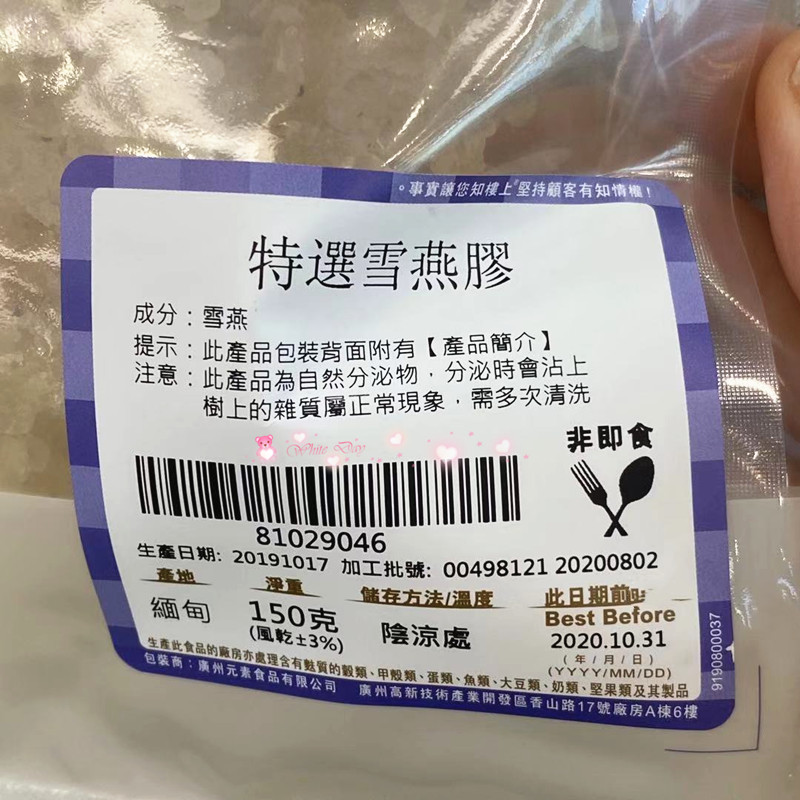 。事實讓您知樓上 堅持顧客有知情權！
特選雪燕膠
成分：雪燕
提示：此產品包裝背面附有【產品簡介】
注意：此產品為自然分泌物，分泌時會沾上
樹上的雜質屬正常現象，需多次清洗
White Day
非即食
81029046
生產日期: 20191017 加工批號: 00498121 20200802
產地 淨重 儲存方法/溫度 此日期前
Best Before
緬甸 150克 陰涼處 2020.10.31
(風乾±3%) (年/月/日)
(YYYY/MM/DD)
生產此食品的廠房亦處理含有麩質的穀類、甲殼類、蛋類、魚類、大豆類、奶類、堅果類及其製品
包裝商：廣州元素食品有限公司 廣州高新技術產業開發區香山路17號廠房A棟6樓
9190800037